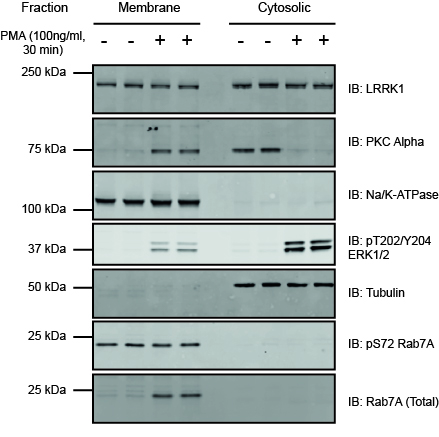 Fraction Membrane Cytosolic
PMA (100ng/ml, - - + + - - + +
30 min)
250 kDa
IB: LRRK1
75 kDa IB: PKC Alpha
IB: Na/K-ATPase
100 kDa
37 kDa IB: pT202/Y204
ERK1/2
50 kDa IB: Tubulin
25 kDa IB: pS72 Rab7A
25 kDa
IB: Rab7A (Total)